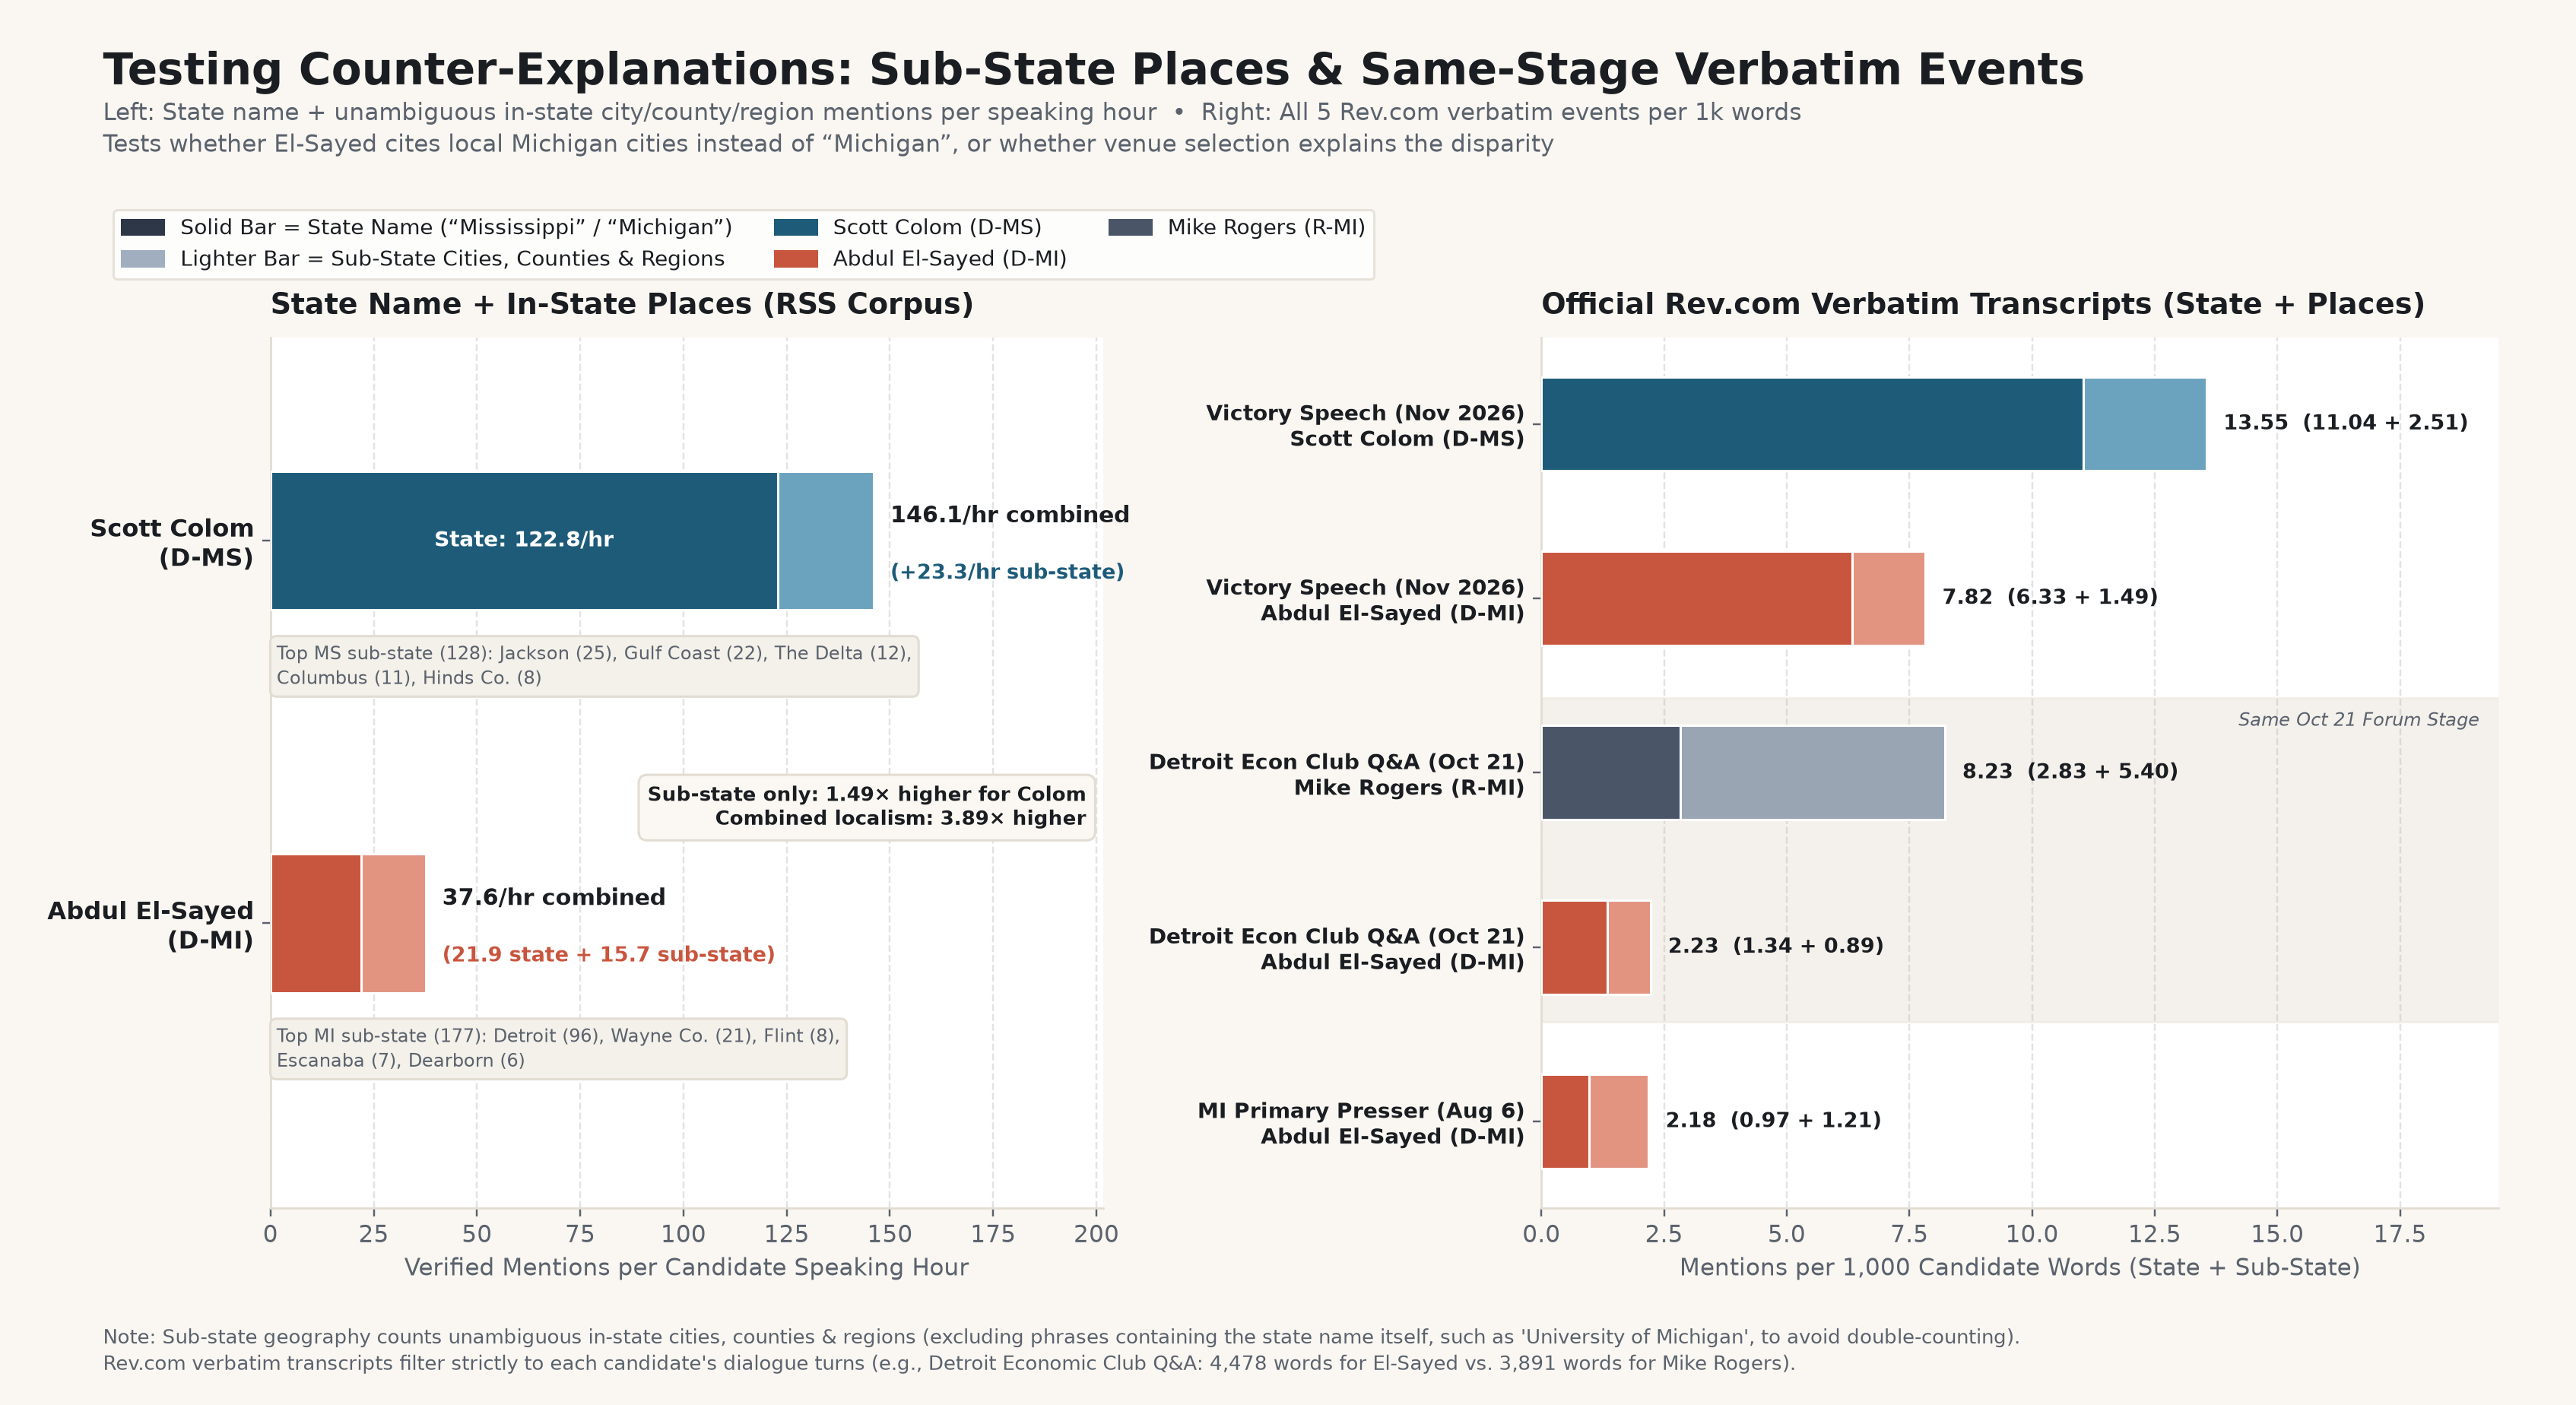 Testing Counter-Explanations: Sub-State Places & Same-Stage Verbatim Events
Left: State name + unambiguous in-state city/county/region mentions per speaking hour • Right: All 5 Rev.com verbatim events per 1k words
Tests whether El-Sayed cites local Michigan cities instead of “Michigan”, or whether venue selection explains the disparity
Solid Bar = State Name (“Mississippi” / “Michigan”)
Lighter Bar = Sub-State Cities, Counties & Regions
Scott Colom (D-MS)
Abdul El-Sayed (D-MI)
Mike Rogers (R-MI)
State Name + In-State Places (RSS Corpus)
Scott Colom
(D-MS)
State: 122.8/hr
146.1/hr combined
(+23.3/hr sub-state)
Top MS sub-state (128): Jackson (25), Gulf Coast (22), The Delta (12),
Columbus (11), Hinds Co. (8)
Sub-state only: 1.49× higher for Colom
Combined localism: 3.89× higher
Abdul El-Sayed
(D-MI)
37.6/hr combined
(21.9 state + 15.7 sub-state)
Top MI sub-state (177): Detroit (96), Wayne Co. (21), Flint (8),
Escanaba (7), Dearborn (6)
0 25 50 75 100 125 150 175 200
Verified Mentions per Candidate Speaking Hour
Official Rev.com Verbatim Transcripts (State + Places)
Victory Speech (Nov 2026)
Scott Colom (D-MS)
13.55 (11.04 + 2.51)
Victory Speech (Nov 2026)
Abdul El-Sayed (D-MI)
7.82 (6.33 + 1.49)
Same Oct 21 Forum Stage
Detroit Econ Club Q&A (Oct 21)
Mike Rogers (R-MI)
8.23 (2.83 + 5.40)
Detroit Econ Club Q&A (Oct 21)
Abdul El-Sayed (D-MI)
2.23 (1.34 + 0.89)
MI Primary Presser (Aug 6)
Abdul El-Sayed (D-MI)
2.18 (0.97 + 1.21)
0.0 2.5 5.0 7.5 10.0 12.5 15.0 17.5
Mentions per 1,000 Candidate Words (State + Sub-State)
Note: Sub-state geography counts unambiguous in-state cities, counties & regions (excluding phrases containing the state name itself, such as 'University of Michigan', to avoid double-counting).
Rev.com verbatim transcripts filter strictly to each candidate's dialogue turns (e.g., Detroit Economic Club Q&A: 4,478 words for El-Sayed vs. 3,891 words for Mike Rogers).